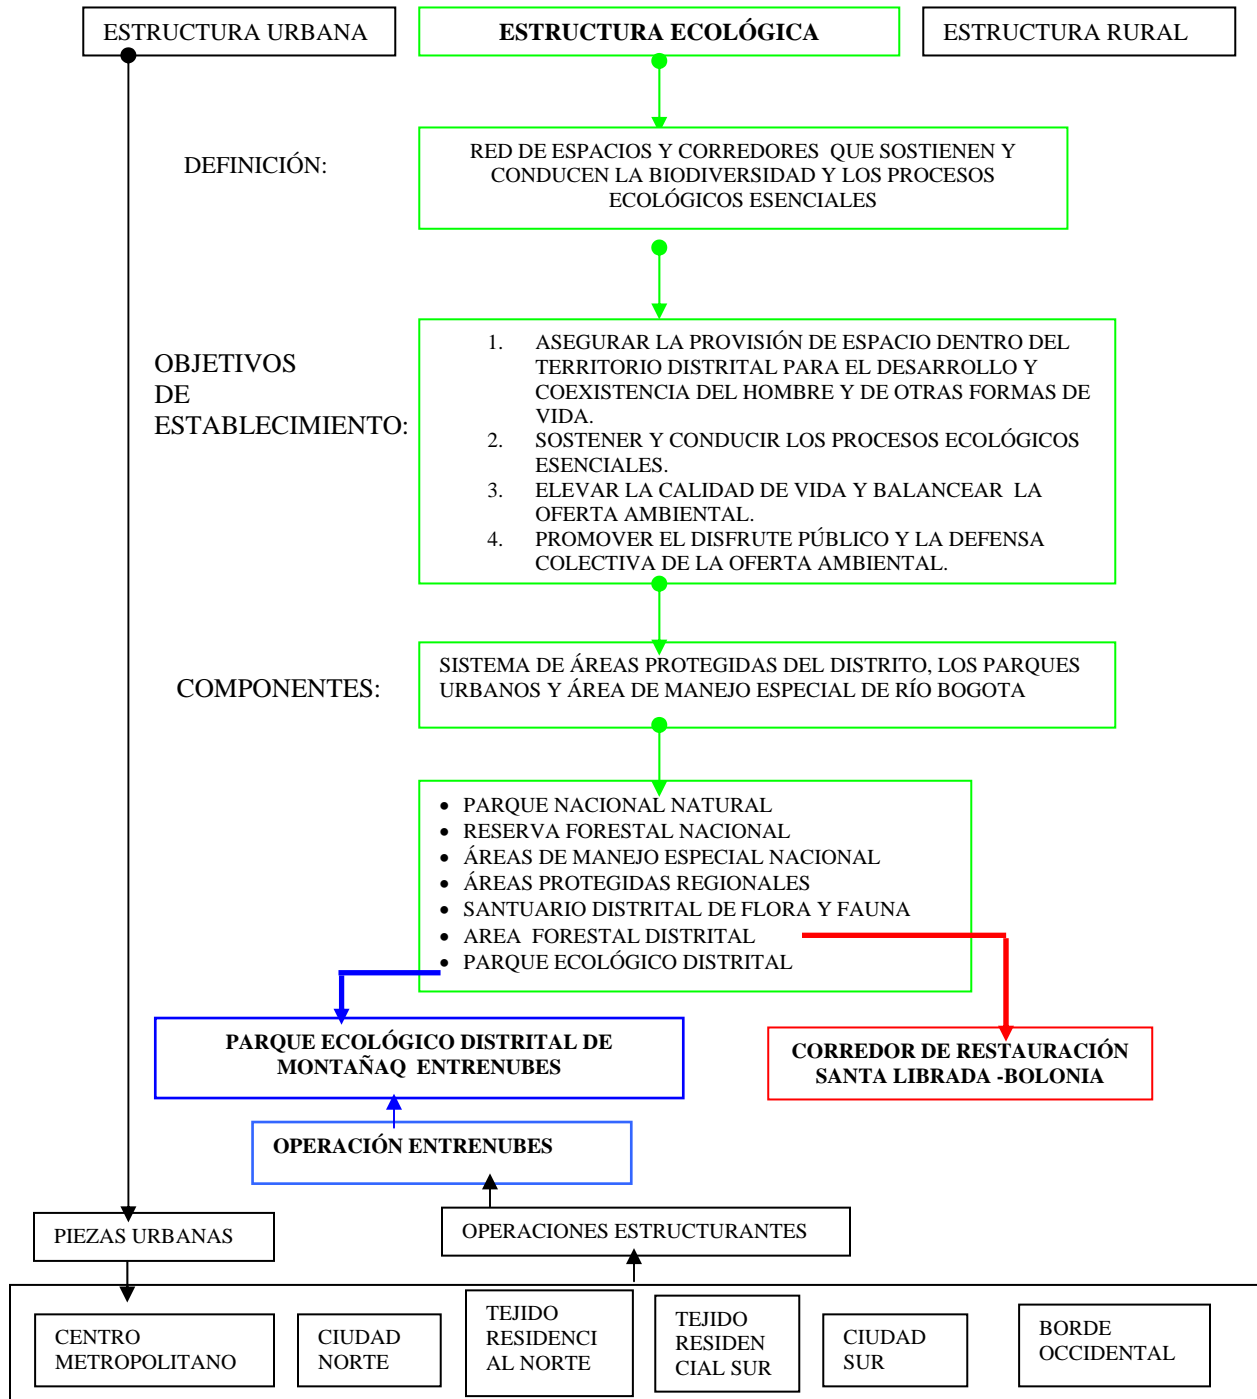 ESTRUCTURA URBANA
ESTRUCTURA ECOLÓGICA
ESTRUCTURA RURAL
DEFINICIÓN:
RED DE ESPACIOS Y CORREDORES QUE SOSTIENEN Y
CONDUCEN LA BIODIVERSIDAD Y LOS PROCESOS
ECOLÓGICOS ESENCIALES
OBJETIVOS
DE
ESTABLECIMIENTO:
1. ASEGURAR LA PROVISIÓN DE ESPACIO DENTRO DEL
TERRITORIO DISTRITAL PARA EL DESARROLLO Y
COEXISTENCIA DEL HOMBRE Y DE OTRAS FORMAS DE
VIDA.
2. SOSTENER Y CONDUCIR LOS PROCESOS ECOLÓGICOS
ESENCIALES.
3. ELEVAR LA CALIDAD DE VIDA Y BALANCEAR LA
OFERTA AMBIENTAL.
4. PROMOVER EL DISFRUTE PÚBLICO Y LA DEFENSA
COLECTIVA DE LA OFERTA AMBIENTAL.
COMPONENTES:
SISTEMA DE ÁREAS PROTEGIDAS DEL DISTRITO, LOS PARQUES
URBANOS Y ÁREA DE MANEJO ESPECIAL DE RÍO BOGOTA
• PARQUE NACIONAL NATURAL
• RESERVA FORESTAL NACIONAL
• ÁREAS DE MANEJO ESPECIAL NACIONAL
• ÁREAS PROTEGIDAS REGIONALES
• SANTUARIO DISTRITAL DE FLORA Y FAUNA
• AREA FORESTAL DISTRITAL
• PARQUE ECOLÓGICO DISTRITAL
PARQUE ECOLÓGICO DISTRITAL DE
MONTAÑAQ ENTRENUBES
CORREDOR DE RESTAURACIÓN
SANTA LIBRADA -BOLONIA
OPERACIÓN ENTRENUBES
PIEZAS URBANAS
OPERACIONES ESTRUCTURANTES
CENTRO
METROPOLITANO
CIUDAD
NORTE
TEJIDO
RESIDENCI
AL NORTE
TEJIDO
RESIDEN
CIAL SUR
CIUDAD
SUR
BORDE
OCCIDENTAL